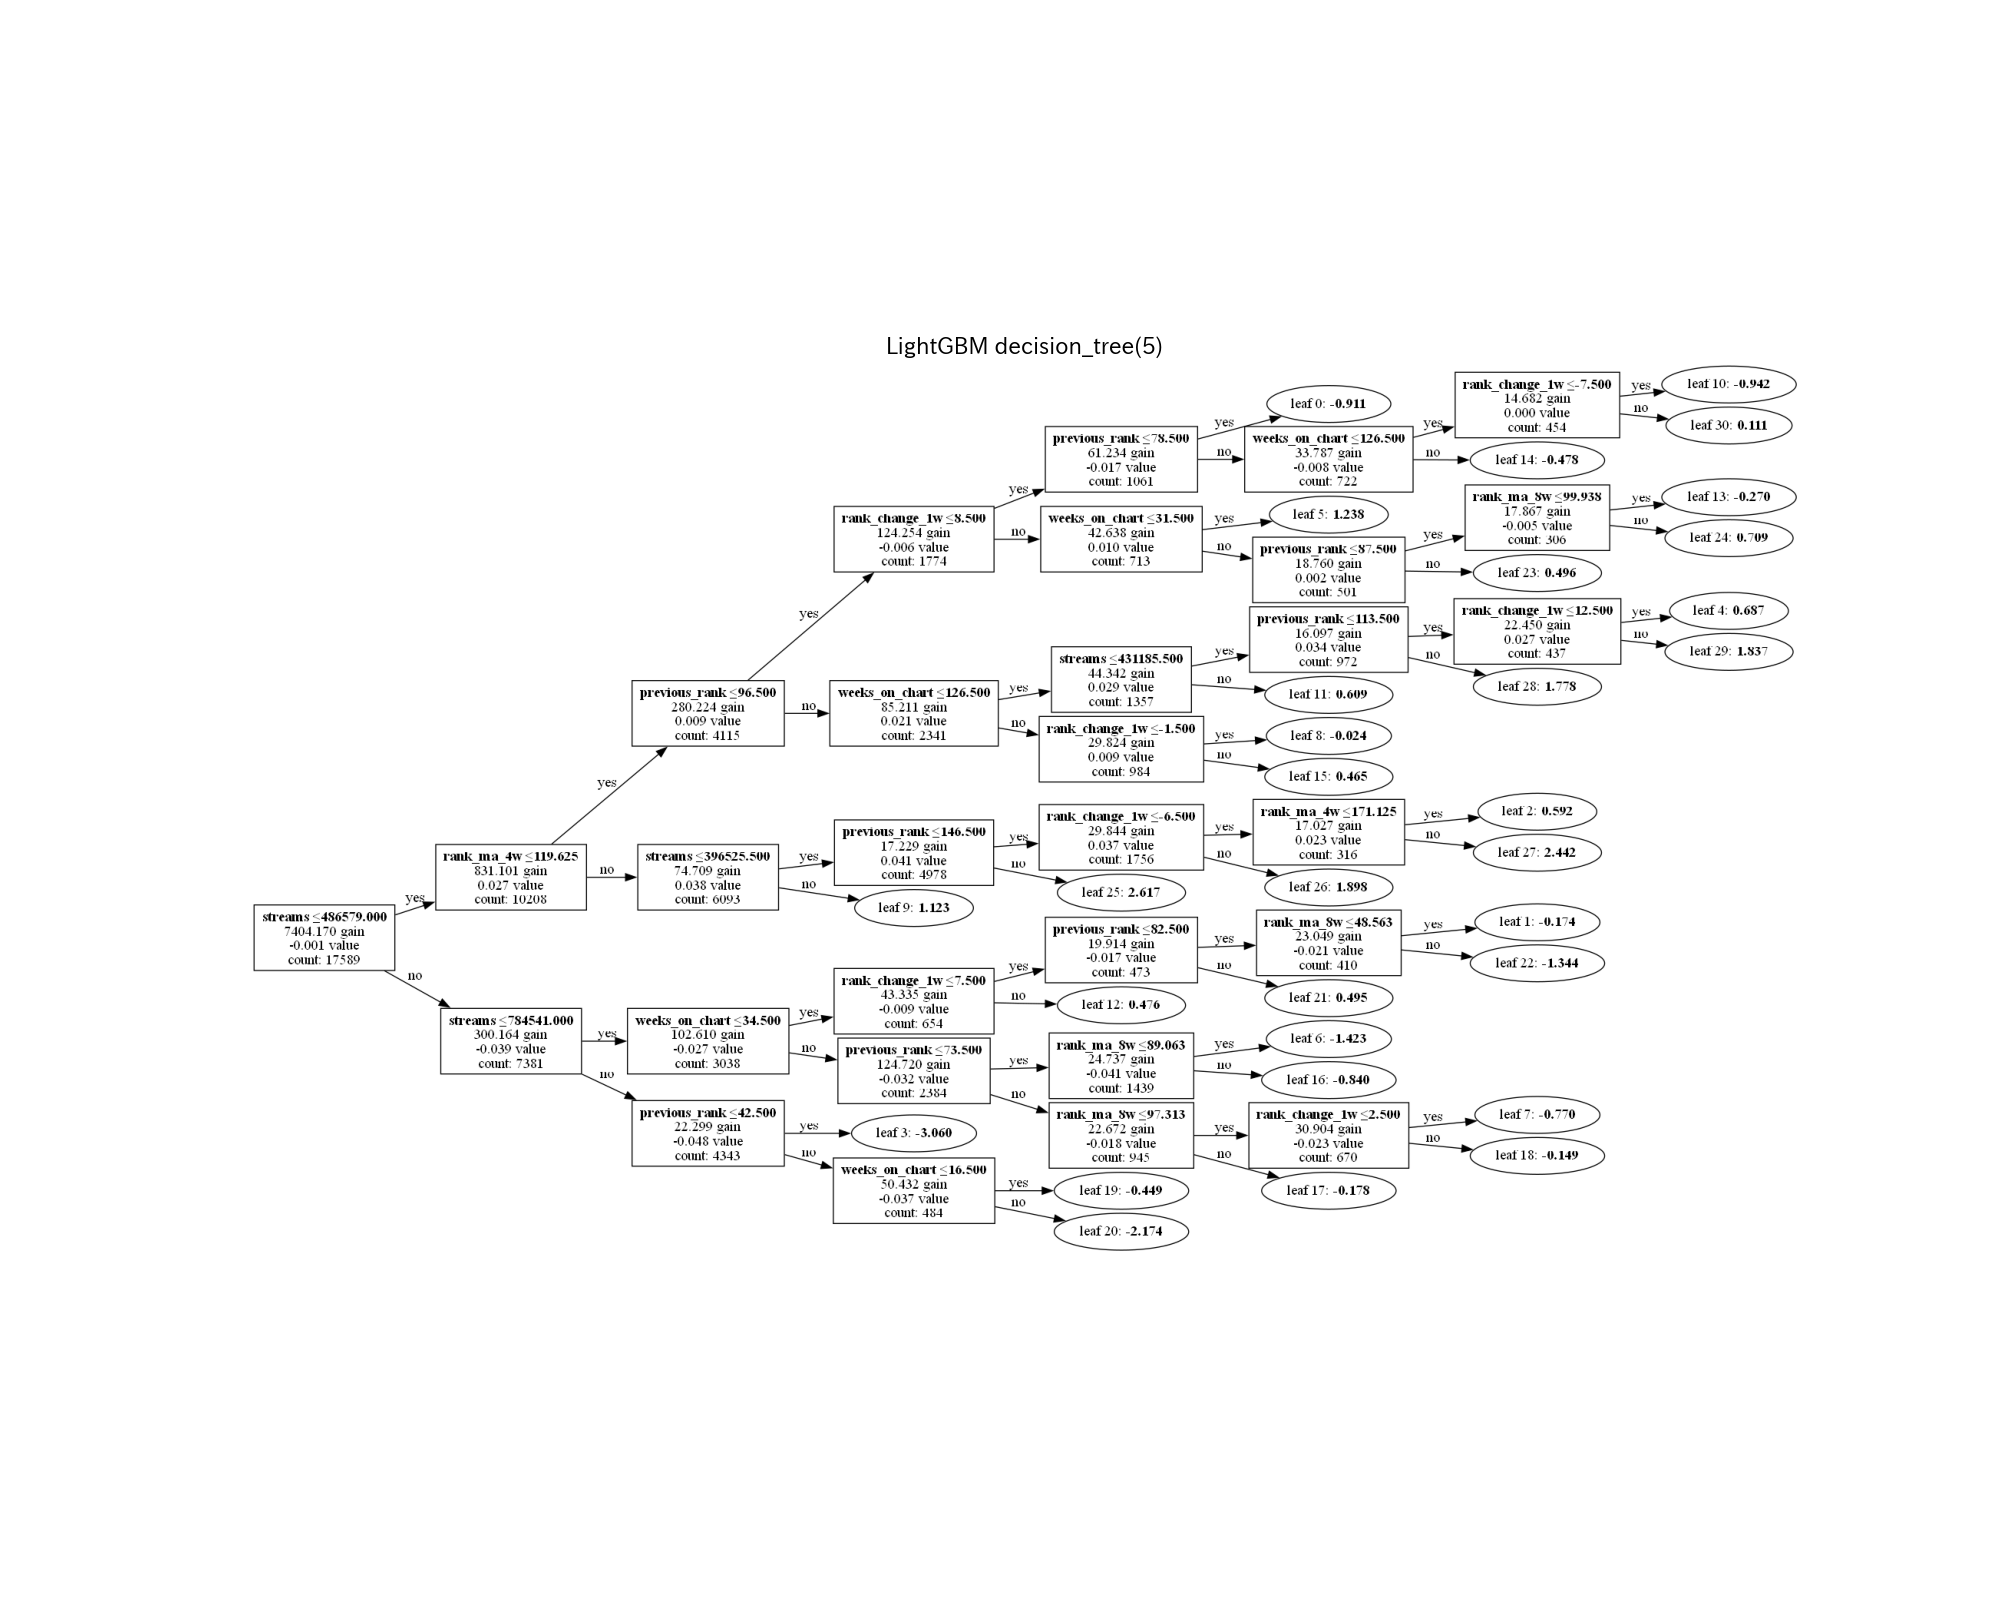 LightGBM decision_tree(5)
streams ≤486579.000
7404.170 gain
-0.001 value
count: 17589
yes
no
rank_ma_4w ≤119.625
831.101 gain
0.027 value
count: 10208
yes
no
streams ≤784541.000
300.164 gain
-0.039 value
count: 7381
yes
no
previous_rank ≤96.500
280.224 gain
0.009 value
count: 4115
yes
no
streams ≤396525.500
74.709 gain
0.038 value
count: 6093
yes
no
weeks_on_chart ≤34.500
102.610 gain
-0.027 value
count: 3038
yes
no
previous_rank ≤42.500
22.299 gain
-0.048 value
count: 4343
yes
no
rank_change_1w ≤8.500
124.254 gain
-0.006 value
count: 1774
yes
no
weeks_on_chart ≤126.500
85.211 gain
0.021 value
count: 2341
yes
no
previous_rank ≤146.500
17.229 gain
0.041 value
count: 4978
yes
no
leaf 9: 1.123
rank_change_1w ≤7.500
43.335 gain
-0.009 value
count: 654
yes
no
previous_rank ≤73.500
124.720 gain
-0.032 value
count: 2384
yes
no
leaf 3: -3.060
weeks_on_chart ≤16.500
50.432 gain
-0.037 value
count: 484
yes
no
previous_rank ≤78.500
61.234 gain
-0.017 value
count: 1061
yes
no
weeks_on_chart ≤31.500
42.638 gain
0.010 value
count: 713
yes
no
streams ≤431185.500
44.342 gain
0.029 value
count: 1357
yes
no
rank_change_1w ≤-1.500
29.824 gain
0.009 value
count: 984
yes
no
rank_change_1w ≤-6.500
29.844 gain
0.037 value
count: 1756
yes
no
leaf 25: 2.617
previous_rank ≤82.500
19.914 gain
-0.017 value
count: 473
yes
no
leaf 12: 0.476
rank_ma_8w ≤89.063
24.737 gain
-0.041 value
count: 1439
yes
no
rank_ma_8w ≤97.313
22.672 gain
-0.018 value
count: 945
yes
no
leaf 19: -0.449
leaf 20: -2.174
leaf 0: -0.911
weeks_on_chart ≤126.500
33.787 gain
-0.008 value
count: 722
yes
no
leaf 5: 1.238
previous_rank ≤87.500
18.760 gain
0.002 value
count: 501
yes
no
previous_rank ≤113.500
16.097 gain
0.034 value
count: 972
yes
no
leaf 11: 0.609
leaf 8: -0.024
leaf 15: 0.465
rank_ma_4w ≤171.125
17.027 gain
0.023 value
count: 316
yes
no
leaf 26: 1.898
rank_ma_8w ≤48.563
23.049 gain
-0.021 value
count: 410
yes
no
leaf 21: 0.495
leaf 6: -1.423
leaf 16: -0.840
rank_change_1w ≤2.500
30.904 gain
-0.023 value
count: 670
yes
no
leaf 17: -0.178
rank_change_1w ≤-7.500
14.682 gain
0.000 value
count: 454
yes
no
leaf 14: -0.478
rank_ma_8w ≤99.938
17.867 gain
-0.005 value
count: 306
yes
no
leaf 23: 0.496
rank_change_1w ≤12.500
22.450 gain
0.027 value
count: 437
yes
no
leaf 28: 1.778
leaf 2: 0.592
leaf 27: 2.442
leaf 1: -0.174
leaf 22: -1.344
leaf 7: -0.770
leaf 18: -0.149
leaf 10: -0.942
leaf 30: 0.111
leaf 13: -0.270
leaf 24: 0.709
leaf 4: 0.687
leaf 29: 1.837